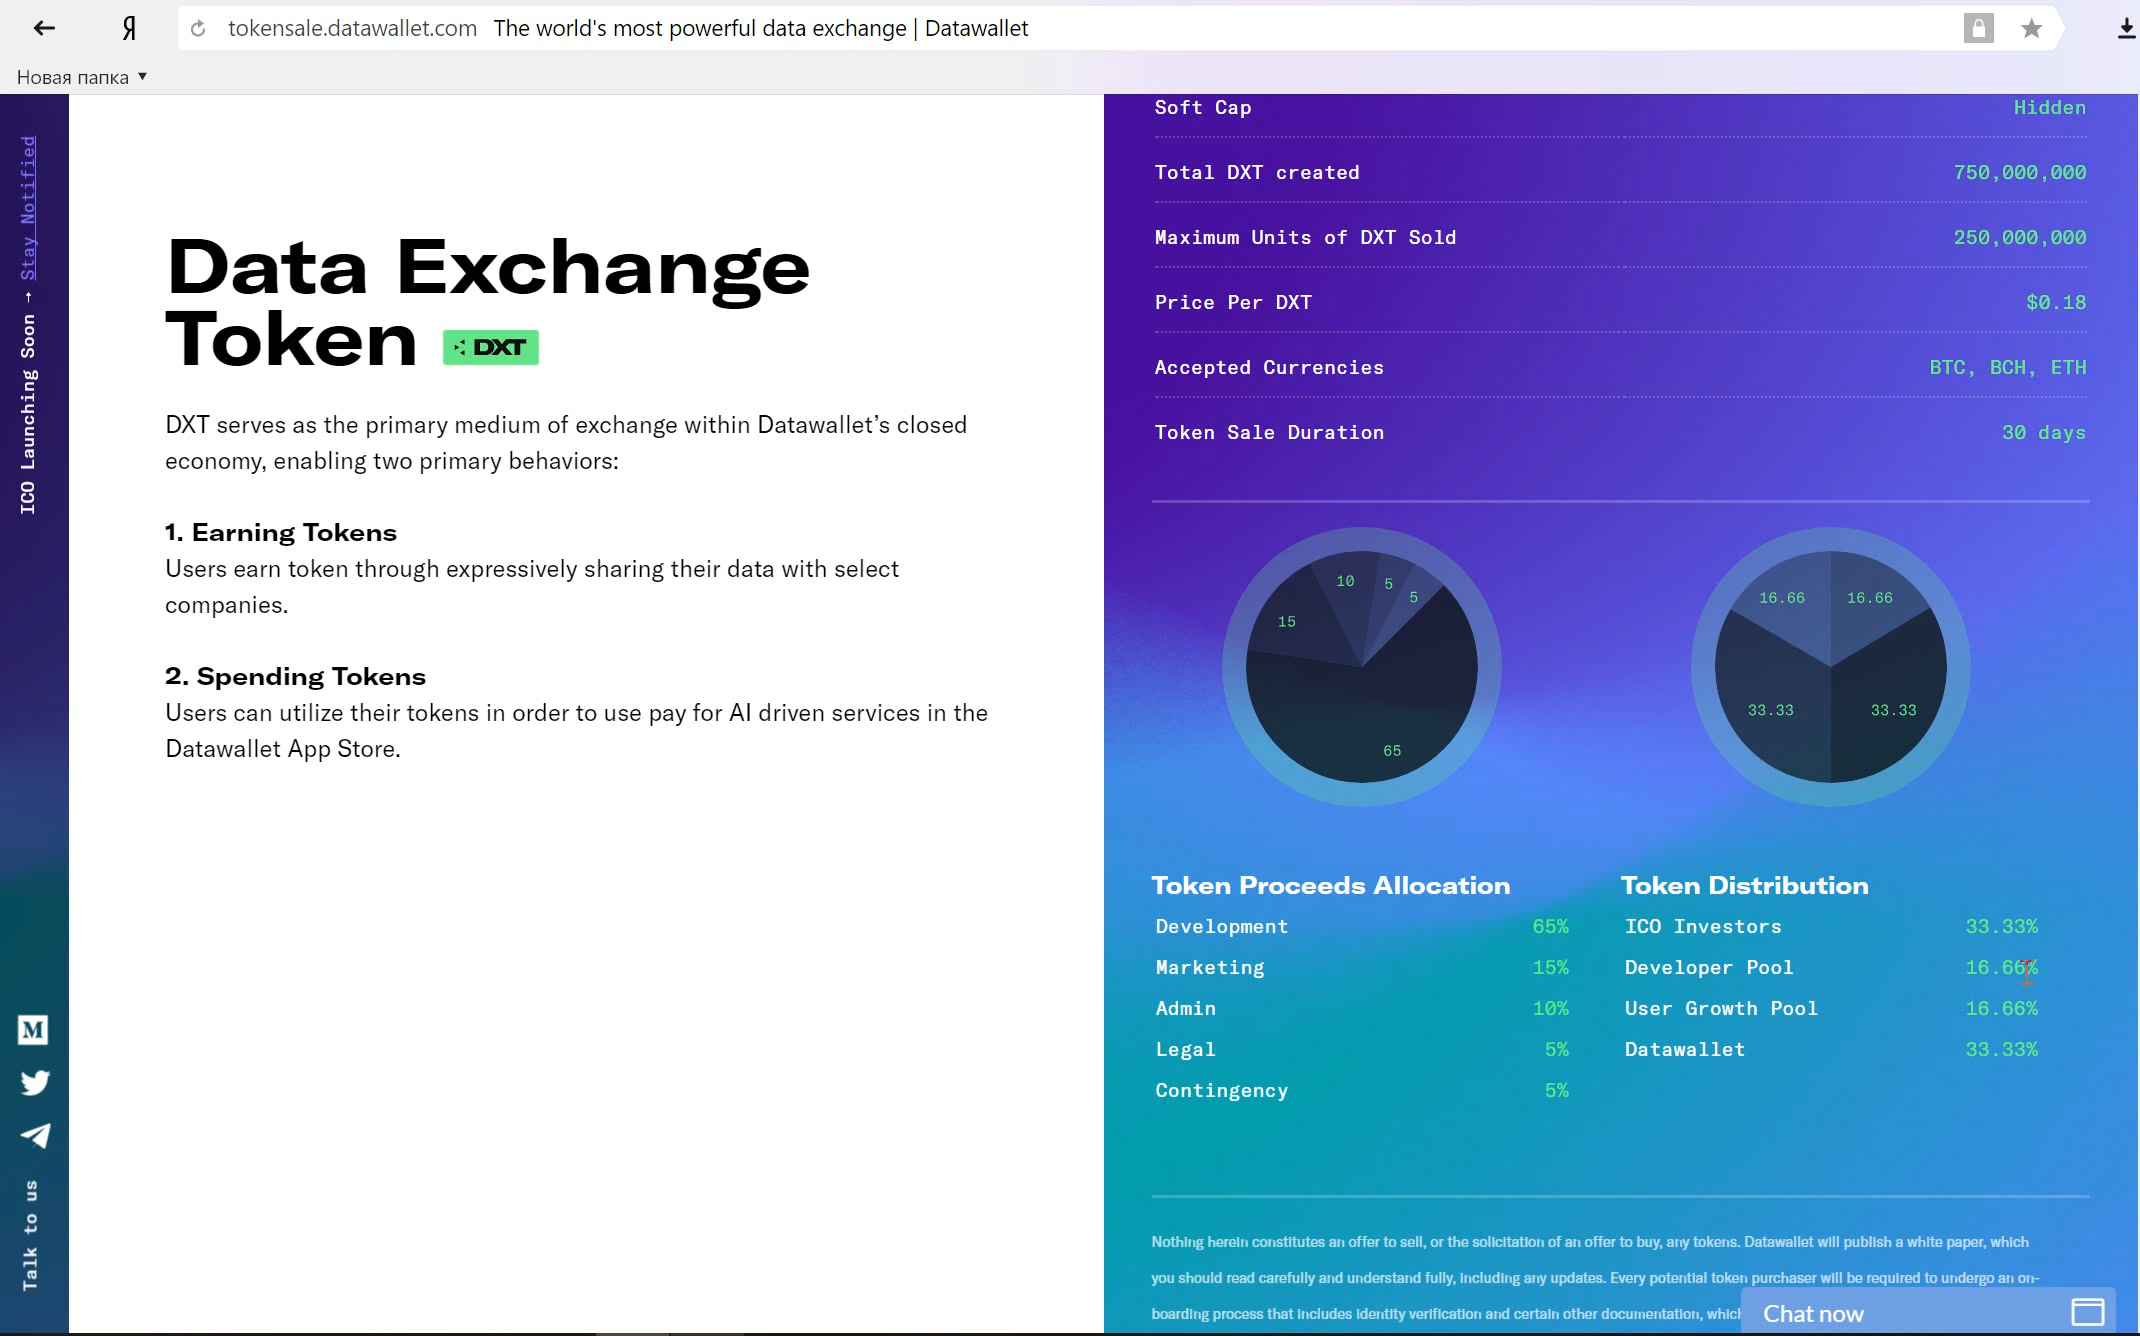 Я
tokensale.datawallet.com The world's most powerful data exchange | Datawallet
Новая папка
ICO Launching Soon → Stay Notified
M
Talk to us
Data Exchange
Token DXT
DXT serves as the primary medium of exchange within Datawallet’s closed
economy, enabling two primary behaviors:
1. Earning Tokens
Users earn token through expressively sharing their data with select
companies.
2. Spending Tokens
Users can utilize their tokens in order to use pay for AI driven services in the
Datawallet App Store.
Soft Cap Hidden
Total DXT created 750,000,000
Maximum Units of DXT Sold 250,000,000
Price Per DXT $0.18
Accepted Currencies BTC, BCH, ETH
Token Sale Duration 30 days
10 5
5
15
65
16.66 16.66
33.33 33.33
Token Proceeds Allocation
Development 65%
Marketing 15%
Admin 10%
Legal 5%
Contingency 5%
Token Distribution
ICO Investors 33.33%
Developer Pool 16.66%
User Growth Pool 16.66%
Datawallet 33.33%
Nothing herein constitutes an offer to sell, or the solicitation of an offer to buy, any tokens. Datawallet will publish a white paper, which
you should read carefully and understand fully, including any updates. Every potential token purchaser will be required to undergo an on-
boarding process that includes identity verification and certain other documentation,
Chat now